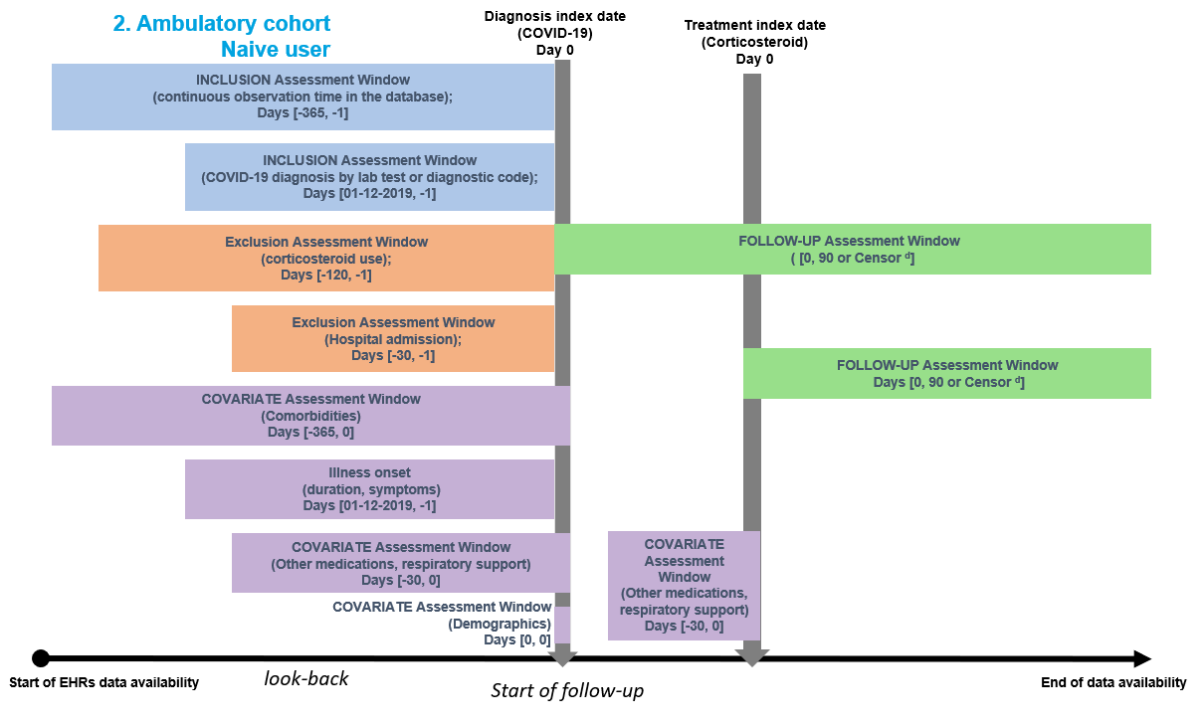 2. Ambulatory cohort
Naive user
Diagnosis index date
(COVID-19)
Day 0
Treatment index date
(Corticosteroid)
Day 0
INCLUSION Assessment Window
(continuous observation time in the database);
Days [-365, -1]
INCLUSION Assessment Window
(COVID-19 diagnosis by lab test or diagnostic code);
Days [01-12-2019, -1]
Exclusion Assessment Window
(corticosteroid use);
Days [-120, -1]
FOLLOW-UP Assessment Window
( [0, 90 or Censor ᵈ]
Exclusion Assessment Window
(Hospital admission);
Days [-30, -1]
FOLLOW-UP Assessment Window
Days [0, 90 or Censor ᵈ]
COVARIATE Assessment Window
(Comorbidities)
Days [-365, 0]
Illness onset
(duration, symptoms)
Days [01-12-2019, -1]
COVARIATE Assessment Window
(Other medications, respiratory support)
Days [-30, 0]
COVARIATE
Assessment
Window
(Other medications,
respiratory support)
Days [-30, 0]
COVARIATE Assessment Window
(Demographics)
Days [0, 0]
Start of EHRs data availability
look-back
Start of follow-up
End of data availability